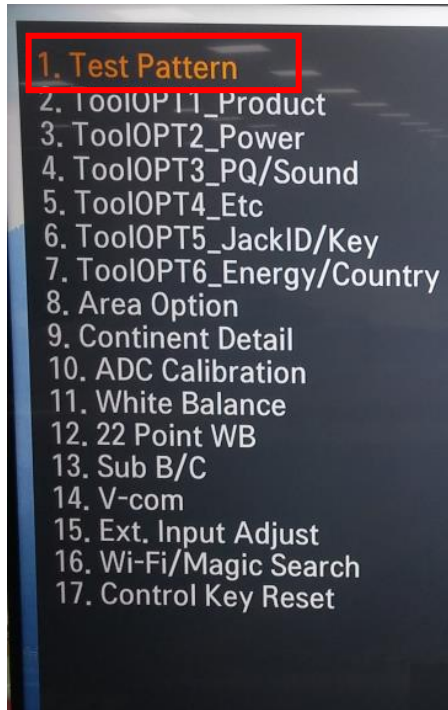 1. Test Pattern
2. ToolOPT1_Product
3. ToolOPT2_Power
4. ToolOPT3_PQ/Sound
5. ToolOPT4_Etc
6. ToolOPT5_JackID/Key
7. ToolOPT6_Energy/Country
8. Area Option
9. Continent Detail
10. ADC Calibration
11. White Balance
12. 22 Point WB
13. Sub B/C
14. V-com
15. Ext. Input Adjust
16. Wi-Fi/Magic Search
17. Control Key Reset